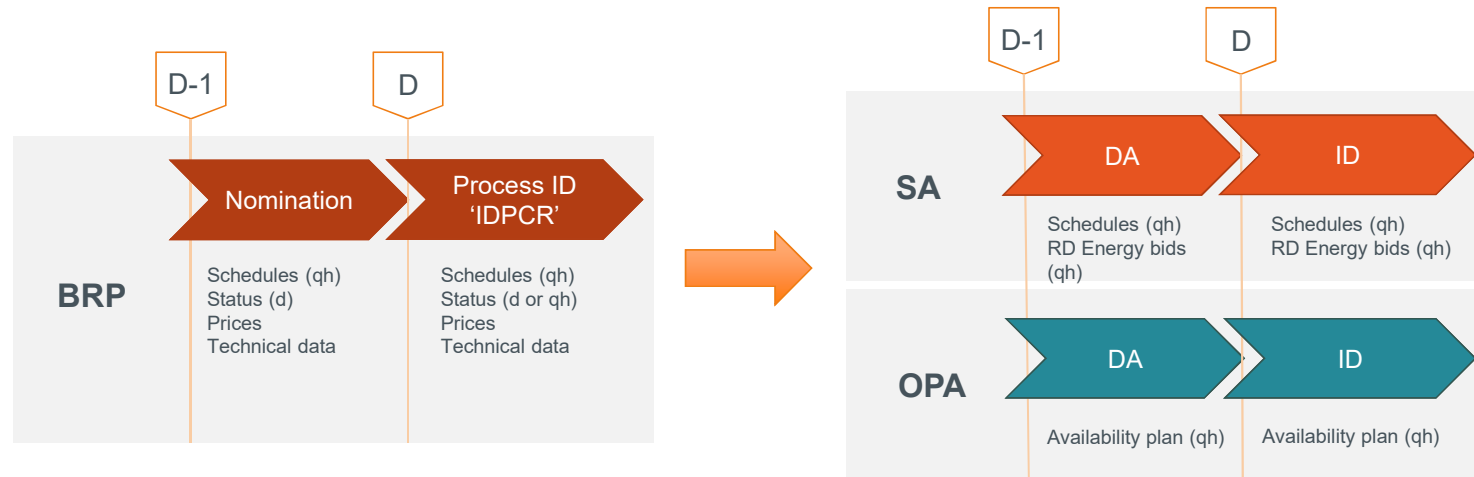 D-1
D
BRP
Nomination
Process ID
‘IDPCR’
Schedules (qh)
Status (d)
Prices
Technical data
Schedules (qh)
Status (d or qh)
Prices
Technical data
D-1
D
SA
DA
ID
Schedules (qh)
RD Energy bids
(qh)
Schedules (qh)
RD Energy bids (qh)
OPA
DA
ID
Availability plan (qh)
Availability plan (qh)